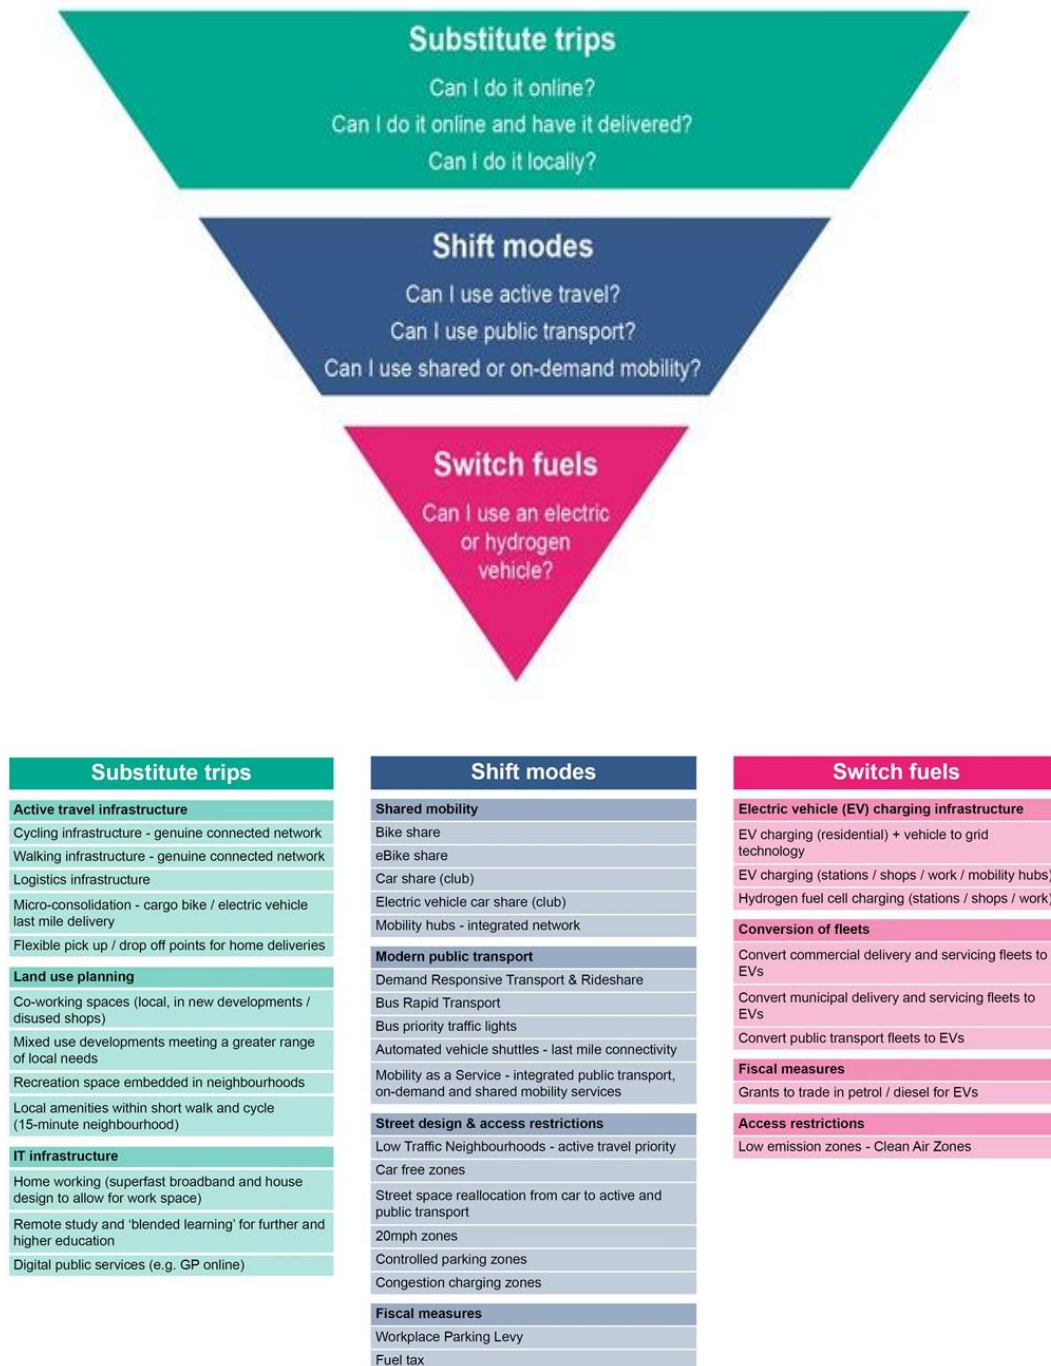 Substitute trips
Can I do it online?
Can I do it online and have it delivered?
Can I do it locally?
Shift modes
Can I use active travel?
Can I use public transport?
Can I use shared or on-demand mobility?
Switch fuels
Can I use an electric
or hydrogen
vehicle?
Substitute trips
Active travel infrastructure
Cycling infrastructure - genuine connected network
Walking infrastructure - genuine connected network
Logistics infrastructure
Micro-consolidation - cargo bike / electric vehicle
last mile delivery
Flexible pick up / drop off points for home deliveries
Land use planning
Co-working spaces (local, in new developments /
disused shops)
Mixed use developments meeting a greater range
of local needs
Recreation space embedded in neighbourhoods
Local amenities within short walk and cycle
(15-minute neighbourhood)
IT infrastructure
Home working (superfast broadband and house
design to allow for work space)
Remote study and ‘blended learning’ for further and
higher education
Digital public services (e.g. GP online)
Shift modes
Shared mobility
Bike share
eBike share
Car share (club)
Electric vehicle car share (club)
Mobility hubs - integrated network
Modern public transport
Demand Responsive Transport & Rideshare
Bus Rapid Transport
Bus priority traffic lights
Automated vehicle shuttles - last mile connectivity
Mobility as a Service - integrated public transport,
on-demand and shared mobility services
Street design & access restrictions
Low Traffic Neighbourhoods - active travel priority
Car free zones
Street space reallocation from car to active and
public transport
20mph zones
Controlled parking zones
Congestion charging zones
Fiscal measures
Workplace Parking Levy
Fuel tax
Switch fuels
Electric vehicle (EV) charging infrastructure
EV charging (residential) + vehicle to grid
technology
EV charging (stations / shops / work / mobility hubs)
Hydrogen fuel cell charging (stations / shops / work)
Conversion of fleets
Convert commercial delivery and servicing fleets to
EVs
Convert municipal delivery and servicing fleets to
EVs
Convert public transport fleets to EVs
Fiscal measures
Grants to trade in petrol / diesel for EVs
Access restrictions
Low emission zones - Clean Air Zones